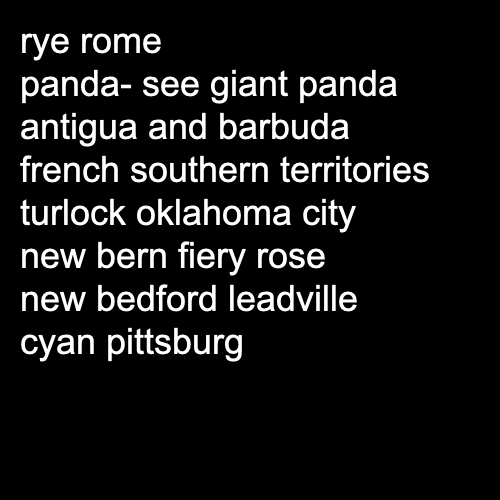 rye rome
panda- see giant panda
antigua and barbuda
french southern territories
turlock oklahoma city
new bern fiery rose
new bedford leadville
cyan pittsburg